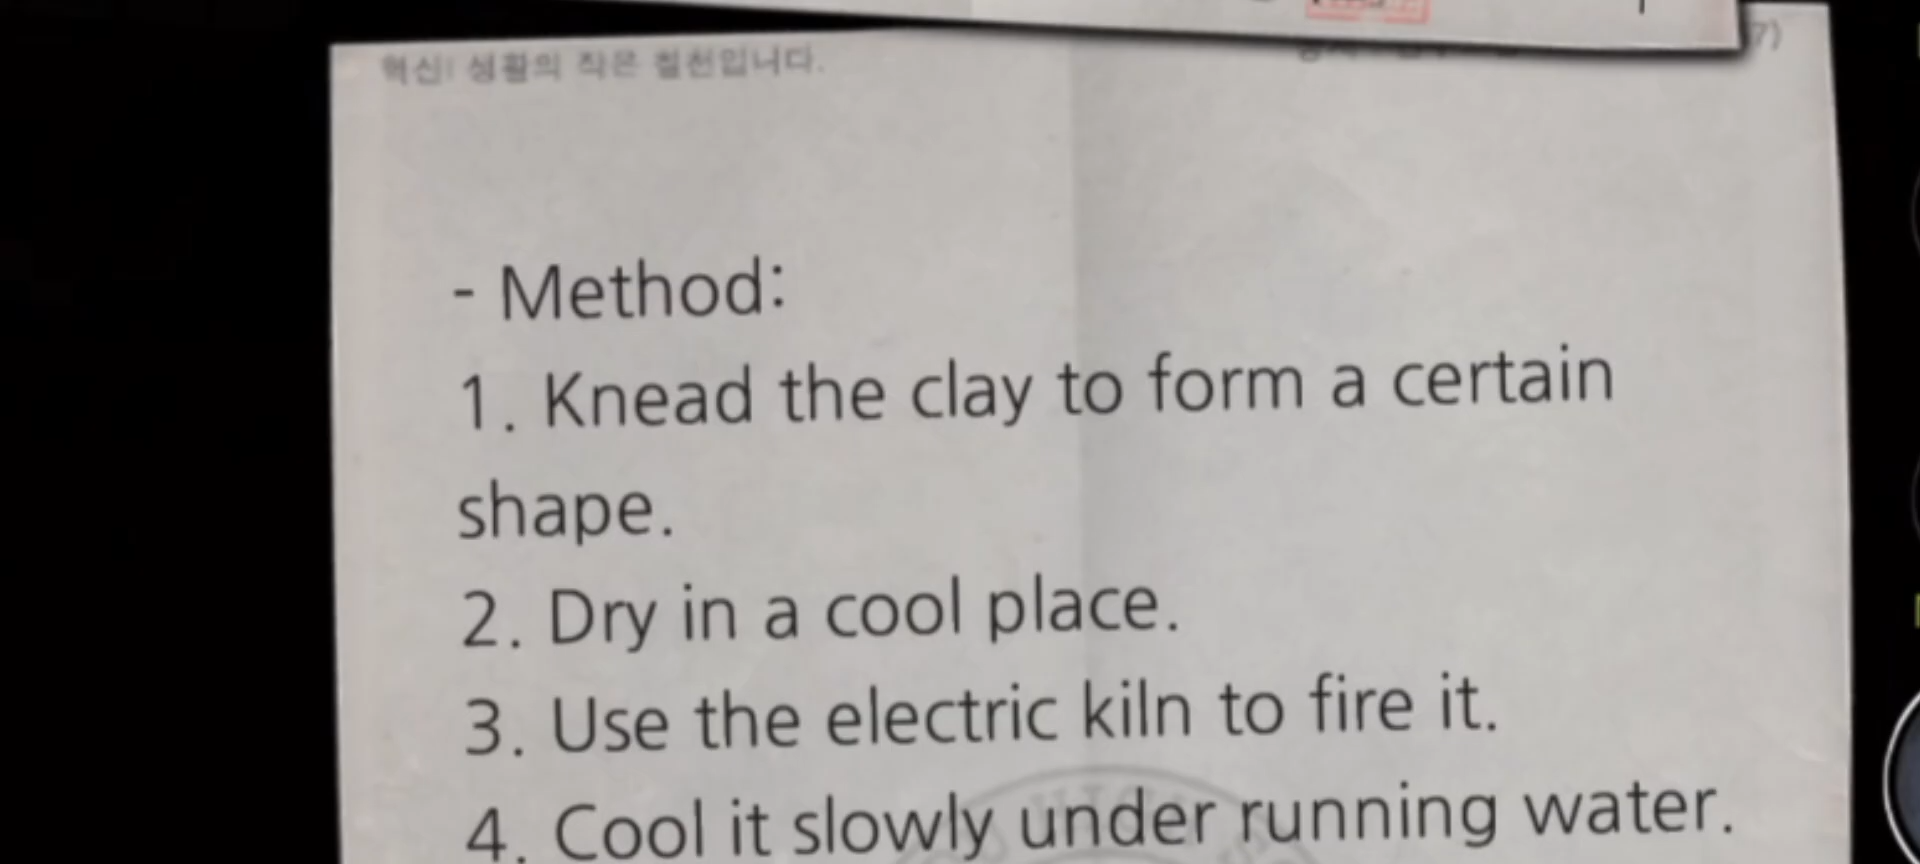 혁신! 생활의 작은 실천입니다.
7)
- Method:
1. Knead the clay to form a certain
shape.
2. Dry in a cool place.
3. Use the electric kiln to fire it.
4. Cool it slowly under running water.